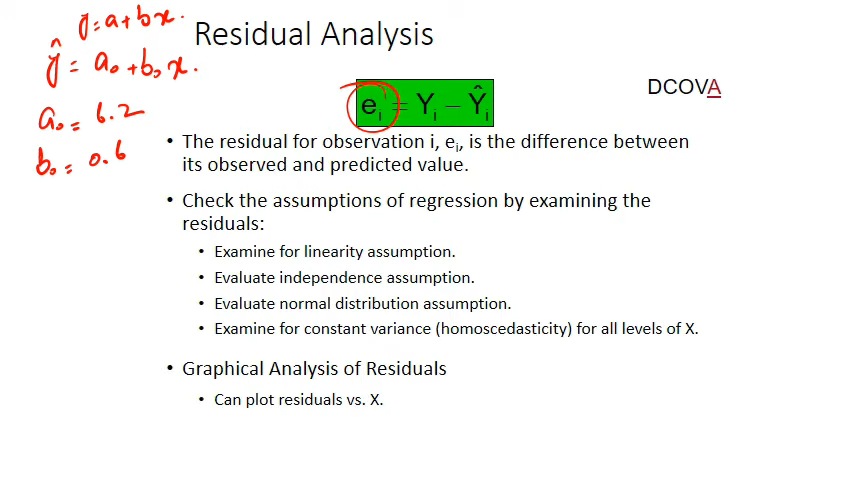 y = a + bx.
ŷ = a₀ + b₀x.
a₀ = 6.2
b₀ = 0.6
Residual Analysis
DCOVA
eᵢ = Yᵢ − Ŷᵢ
• The residual for observation i, eᵢ, is the difference between
its observed and predicted value.
• Check the assumptions of regression by examining the
residuals:
• Examine for linearity assumption.
• Evaluate independence assumption.
• Evaluate normal distribution assumption.
• Examine for constant variance (homoscedasticity) for all levels of X.
• Graphical Analysis of Residuals
• Can plot residuals vs. X.